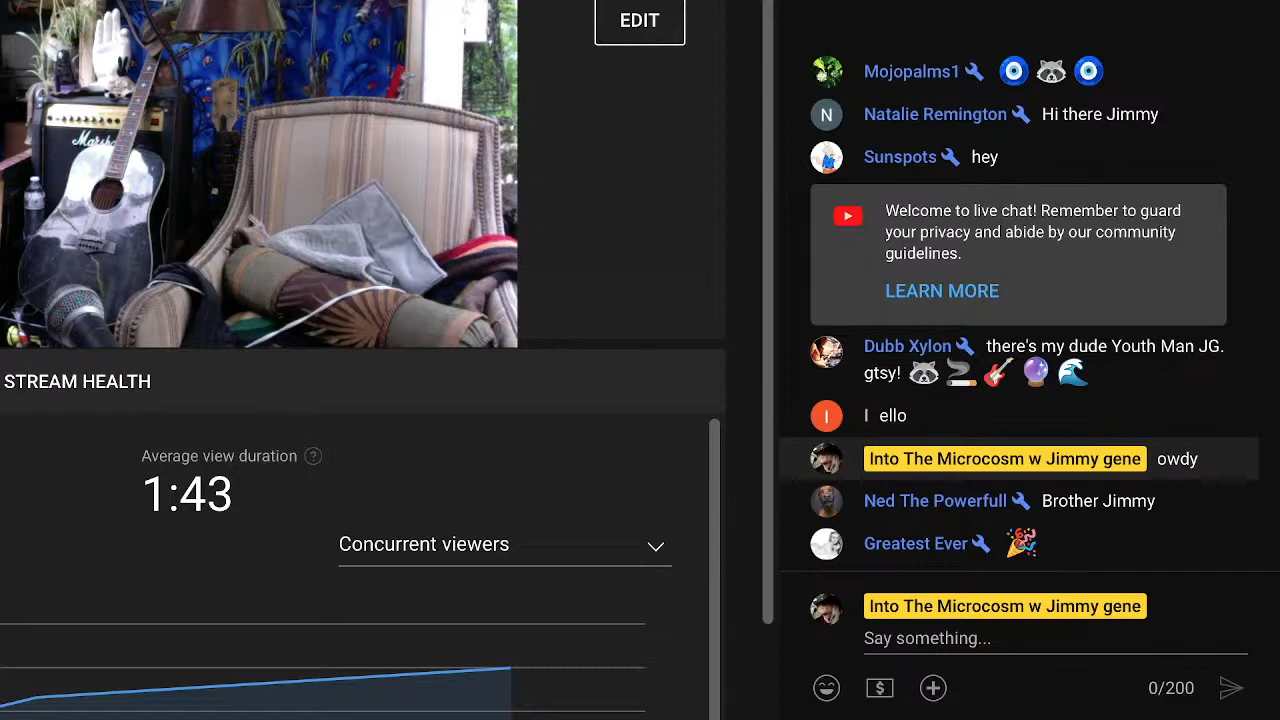 EDIT
Marsha
Mojopalms1
Natalie Remington Hi there Jimmy
N
Sunspots hey
Welcome to live chat! Remember to guard
your privacy and abide by our community
guidelines.
LEARN MORE
Dubb Xylon there's my dude Youth Man JG.
gtsy!
I
I ello
Into The Microcosm w Jimmy gene owdy
Ned The Powerfull Brother Jimmy
Greatest Ever
STREAM HEALTH
Average view duration ?
1:43
Concurrent viewers
Into The Microcosm w Jimmy gene
Say something...
$
0/200